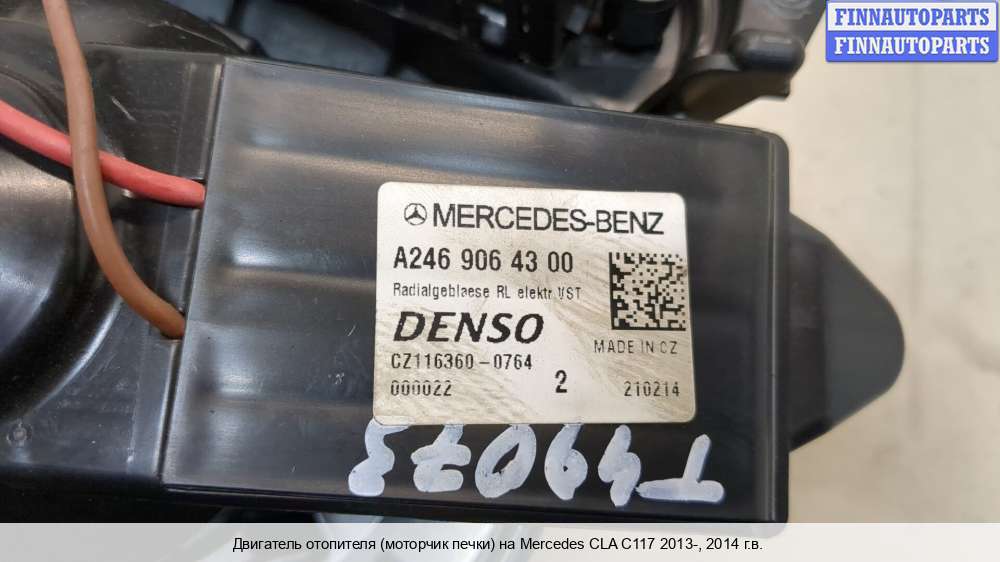 FINNAUTOPARTS
FINNAUTOPARTS
MERCEDES-BENZ
A246 906 43 00
Radialgeblaese RL elektr VST
DENSO
MADE IN CZ
CZ116360-0764
000022 2 210214
T49073
Двигатель отопителя (моторчик печки) на Mercedes CLA C117 2013-, 2014 г.в.